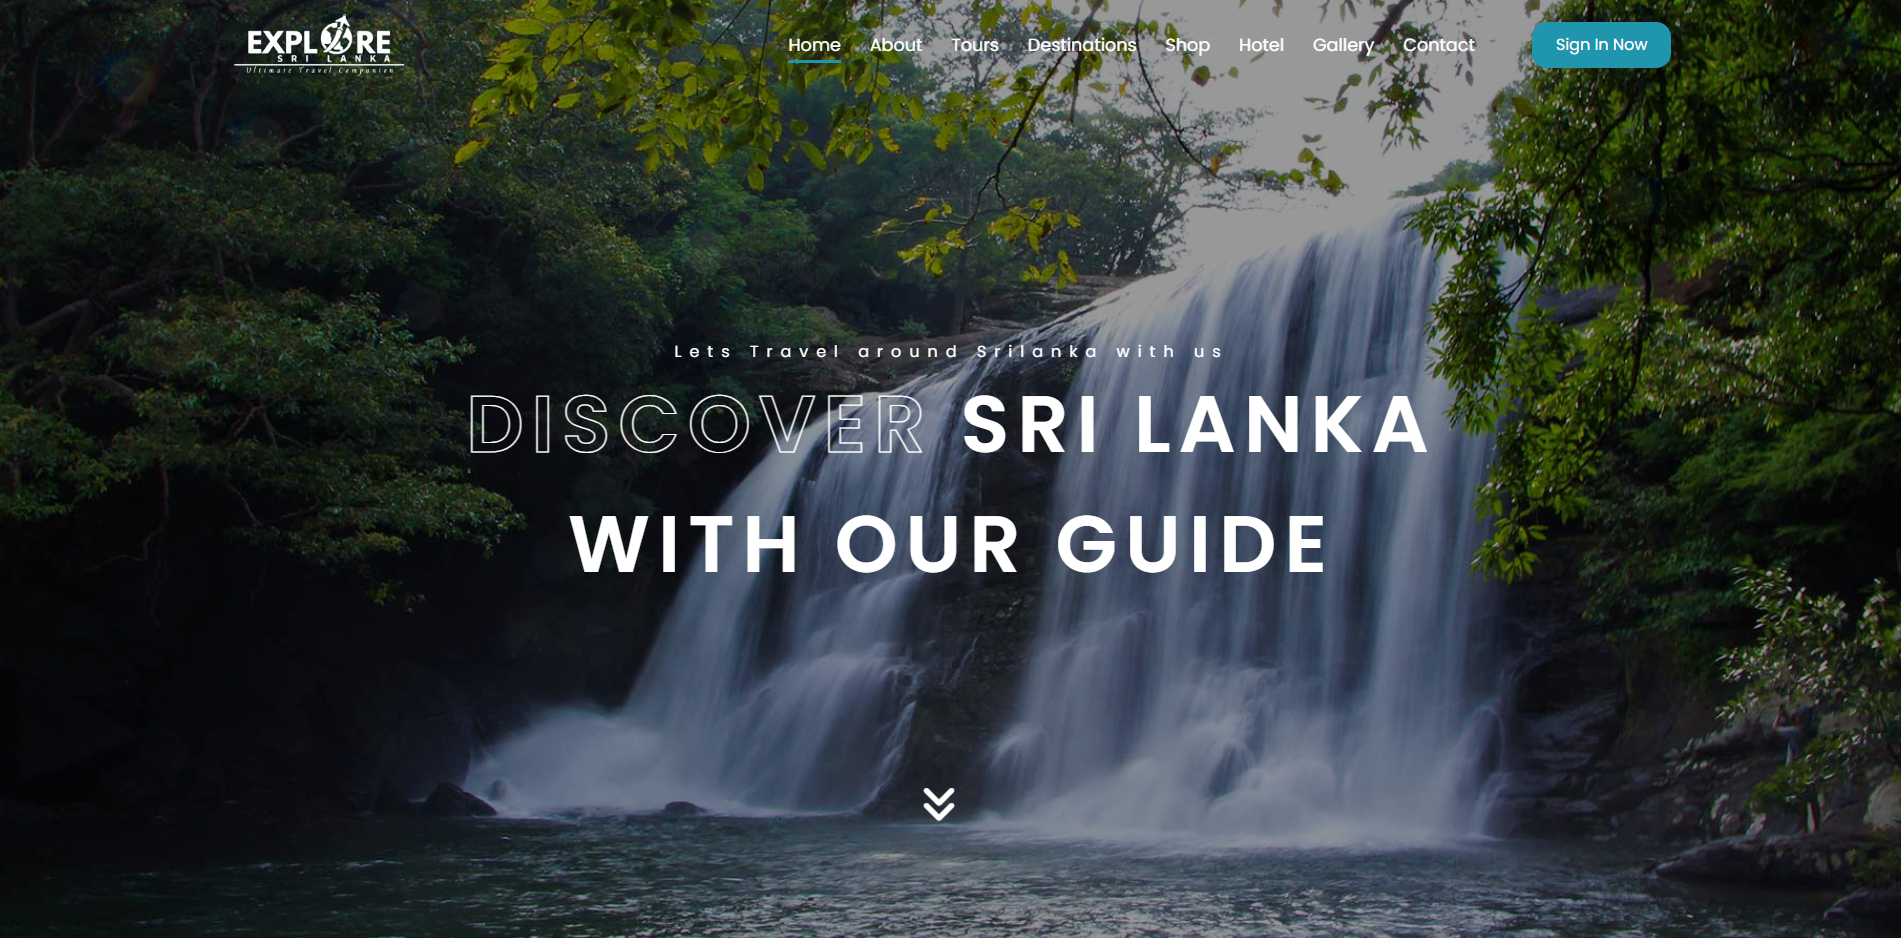 EXPLORE
SRI LANKA
Ultimate Travel Companion
Home About Tours Destinations Shop Hotel Gallery Contact Sign In Now
Lets Travel around Srilanka with us
DISCOVER SRI LANKA
WITH OUR GUIDE